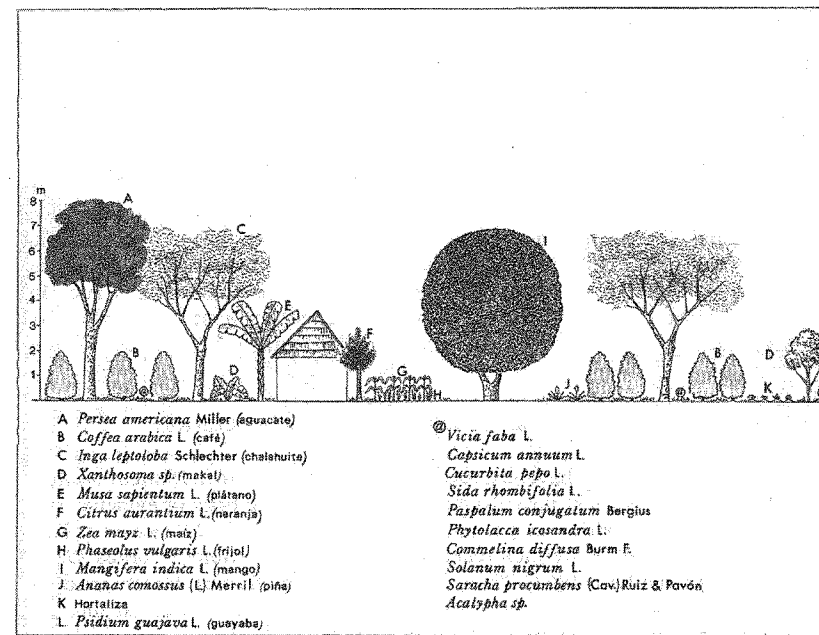 m
8
7
6
5
4
3
2
1
A
C
E
F
I
B
D
G
H
J
B
D
K
A Persea americana Miller (aguacate)
B Coffea arabica L. (café)
C Inga leptoloba Schlechter (chalahuite)
D Xanthosoma sp. (makal)
E Musa sapientum L. (plátano)
F Citrus aurantium L. (naranja)
G Zea mayz L. (maíz)
H Phaseolus vulgaris L. (frijol)
I Mangifera indica L. (mango)
J Ananas comossus (L) Merril (piña)
K Hortaliza
L Psidium guajava L. (guayaba)
@ Vicia faba L.
Capsicum annuum L.
Cucurbita pepo L.
Sida rhombifolia L.
Paspalum conjugatum Bergius
Phytolacca icosandra L.
Commelina diffusa Burm F.
Solanum nigrum L.
Saracha procumbens (Cav.) Ruiz & Pavón
Acalypha sp.